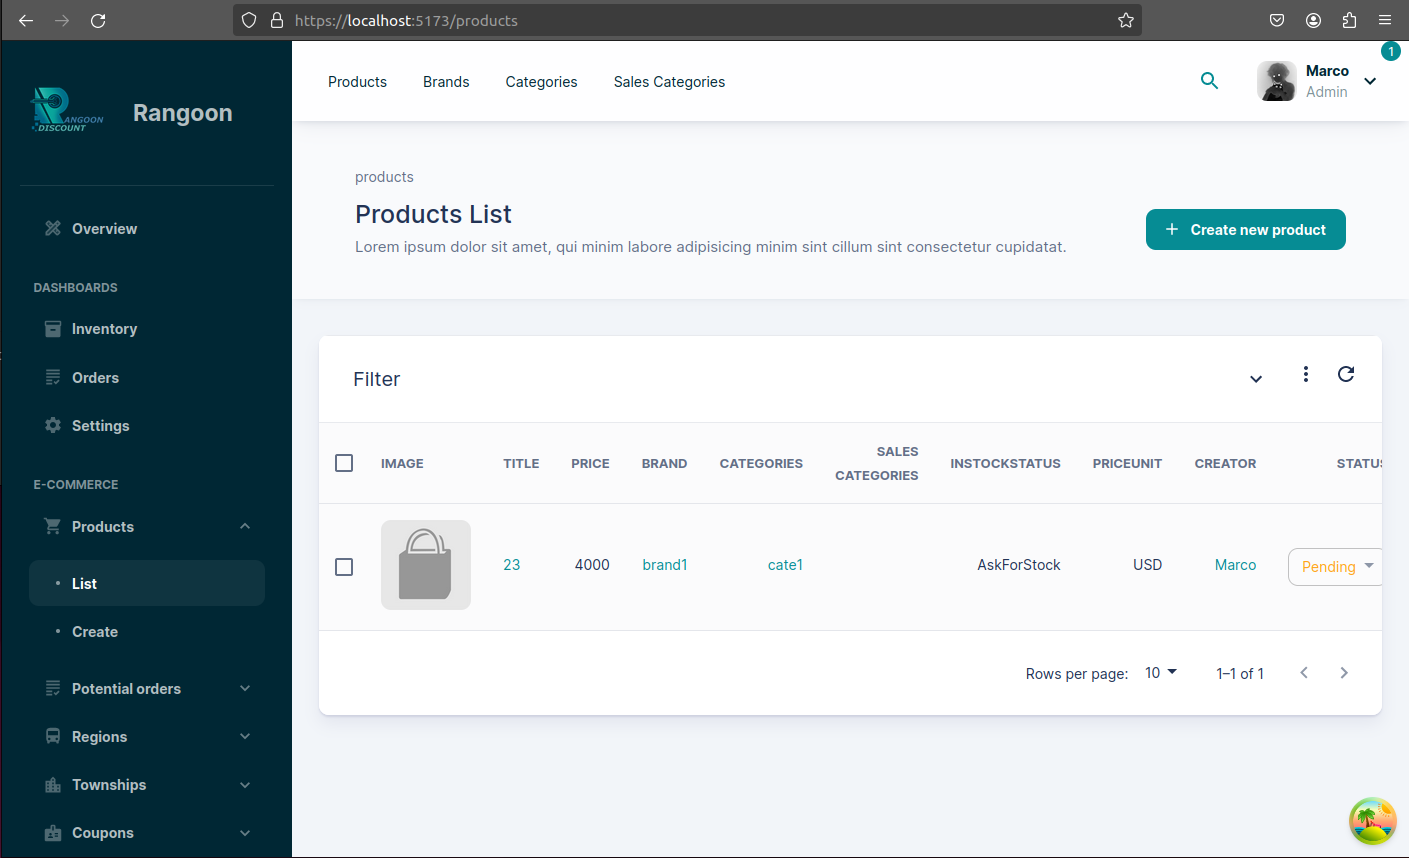 https://localhost:5173/products
RANGOON
DISCOUNT
Rangoon
Overview
DASHBOARDS
Inventory
Orders
Settings
E-COMMERCE
Products
List
Create
Potential orders
Regions
Townships
Coupons
Products Brands Categories Sales Categories
1
Marco
Admin
products
Products List
Lorem ipsum dolor sit amet, qui minim labore adipisicing minim sint cillum sint consectetur cupidatat.
+ Create new product
Filter
IMAGE TITLE PRICE BRAND CATEGORIES SALES CATEGORIES INSTOCKSTATUS PRICEUNIT CREATOR STATUS
23 4000 brand1 cate1 AskForStock USD Marco Pending
Rows per page: 10 1–1 of 1